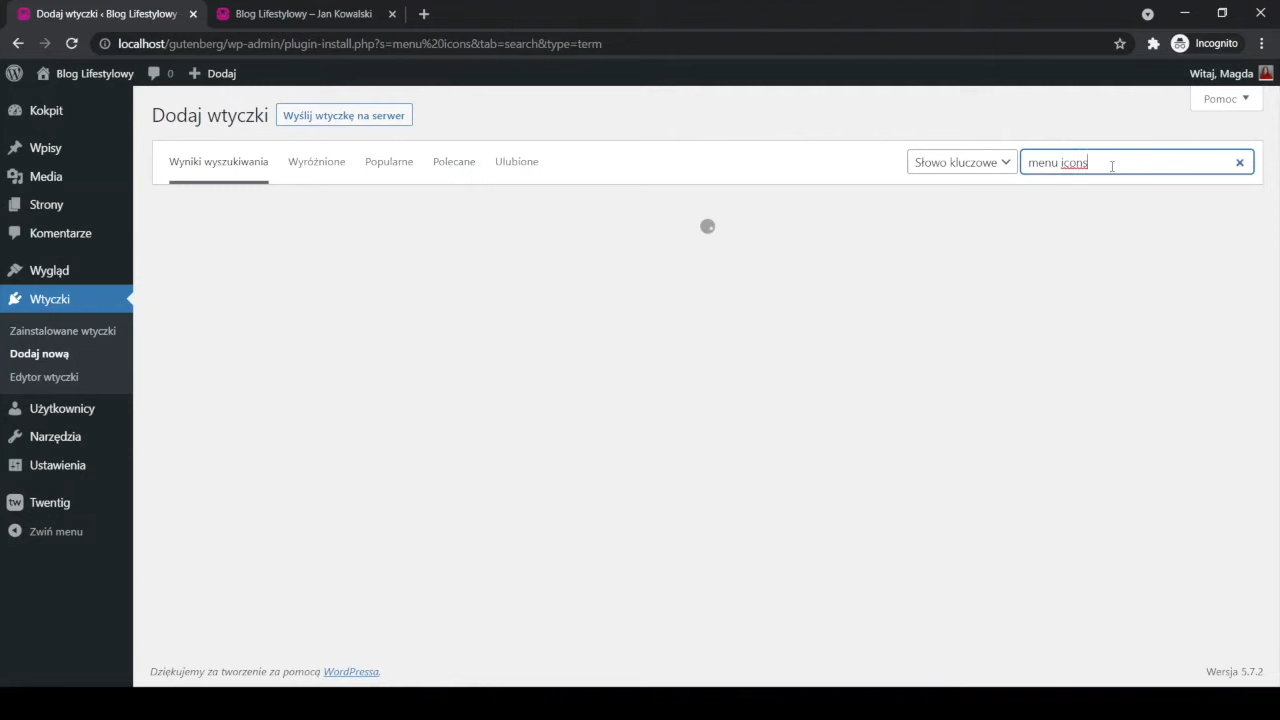 Dodaj wtyczki ‹ Blog Lifestylowy
Blog Lifestylowy – Jan Kowalski
localhost/gutenberg/wp-admin/plugin-install.php?s=menu%20icons&tab=search&type=term
Incognito
Blog Lifestylowy
0
Dodaj
Witaj, Magda
Kokpit
Wpisy
Media
Strony
Komentarze
Wygląd
Wtyczki
Zainstalowane wtyczki
Dodaj nową
Edytor wtyczki
Użytkownicy
Narzędzia
Ustawienia
tw Twentig
Zwiń menu
Pomoc
Dodaj wtyczki
Wyślij wtyczkę na serwer
Wyniki wyszukiwania
Wyróżnione
Popularne
Polecane
Ulubione
Słowo kluczowe
menu icons
Dziękujemy za tworzenie za pomocą WordPressa.
Wersja 5.7.2